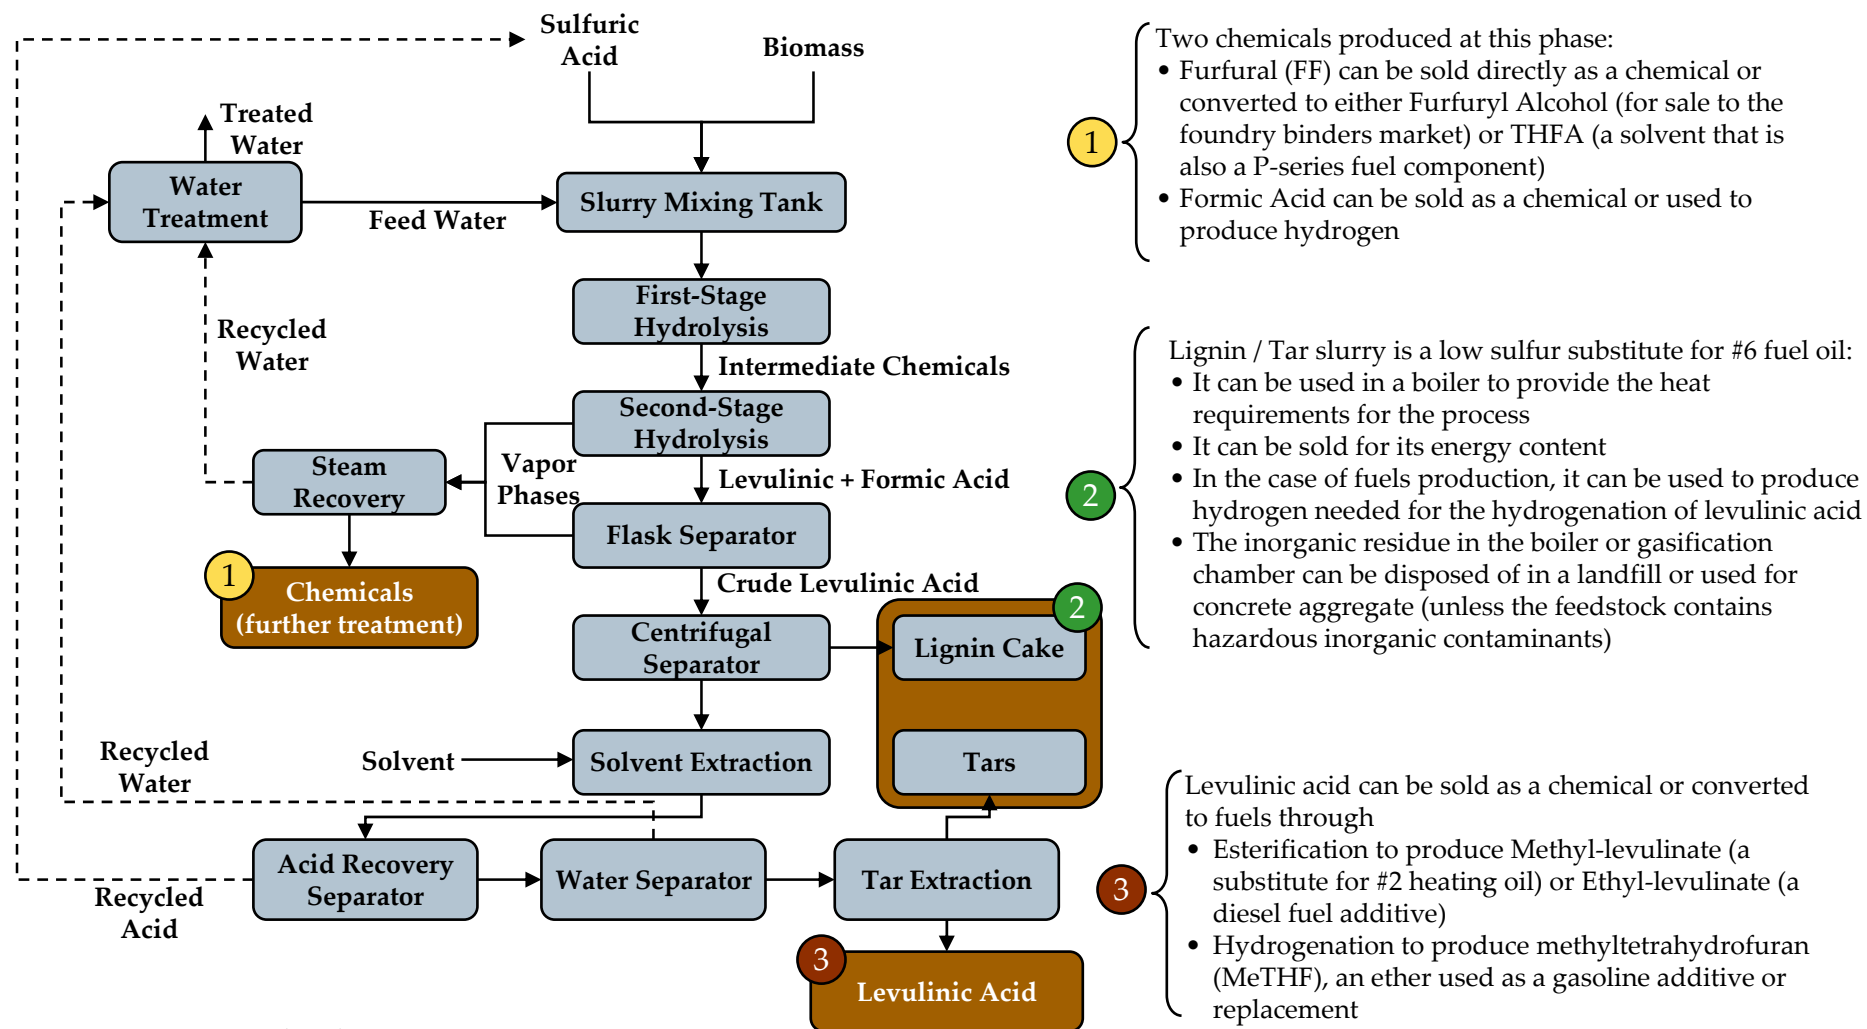 Sulfuric
Acid
Biomass
Treated
Water
Water
Treatment
Feed Water
Slurry Mixing Tank
First-Stage
Hydrolysis
Recycled
Water
Intermediate Chemicals
Second-Stage
Hydrolysis
Steam
Recovery
Vapor
Phases
Levulinic + Formic Acid
Flask Separator
1
Chemicals
(further treatment)
Crude Levulinic Acid
2
Centrifugal
Separator
Lignin Cake
Recycled
Water
Solvent
Solvent Extraction
Tars
Acid Recovery
Separator
Water Separator
Tar Extraction
Recycled
Acid
3
Levulinic Acid
1
Two chemicals produced at this phase:
• Furfural (FF) can be sold directly as a chemical or
converted to either Furfuryl Alcohol (for sale to the
foundry binders market) or THFA (a solvent that is
also a P-series fuel component)
• Formic Acid can be sold as a chemical or used to
produce hydrogen
2
Lignin / Tar slurry is a low sulfur substitute for #6 fuel oil:
• It can be used in a boiler to provide the heat
requirements for the process
• It can be sold for its energy content
• In the case of fuels production, it can be used to produce
hydrogen needed for the hydrogenation of levulinic acid
• The inorganic residue in the boiler or gasification
chamber can be disposed of in a landfill or used for
concrete aggregate (unless the feedstock contains
hazardous inorganic contaminants)
3
Levulinic acid can be sold as a chemical or converted
to fuels through
• Esterification to produce Methyl-levulinate (a
substitute for #2 heating oil) or Ethyl-levulinate (a
diesel fuel additive)
• Hydrogenation to produce methyltetrahydrofuran
(MeTHF), an ether used as a gasoline additive or
replacement